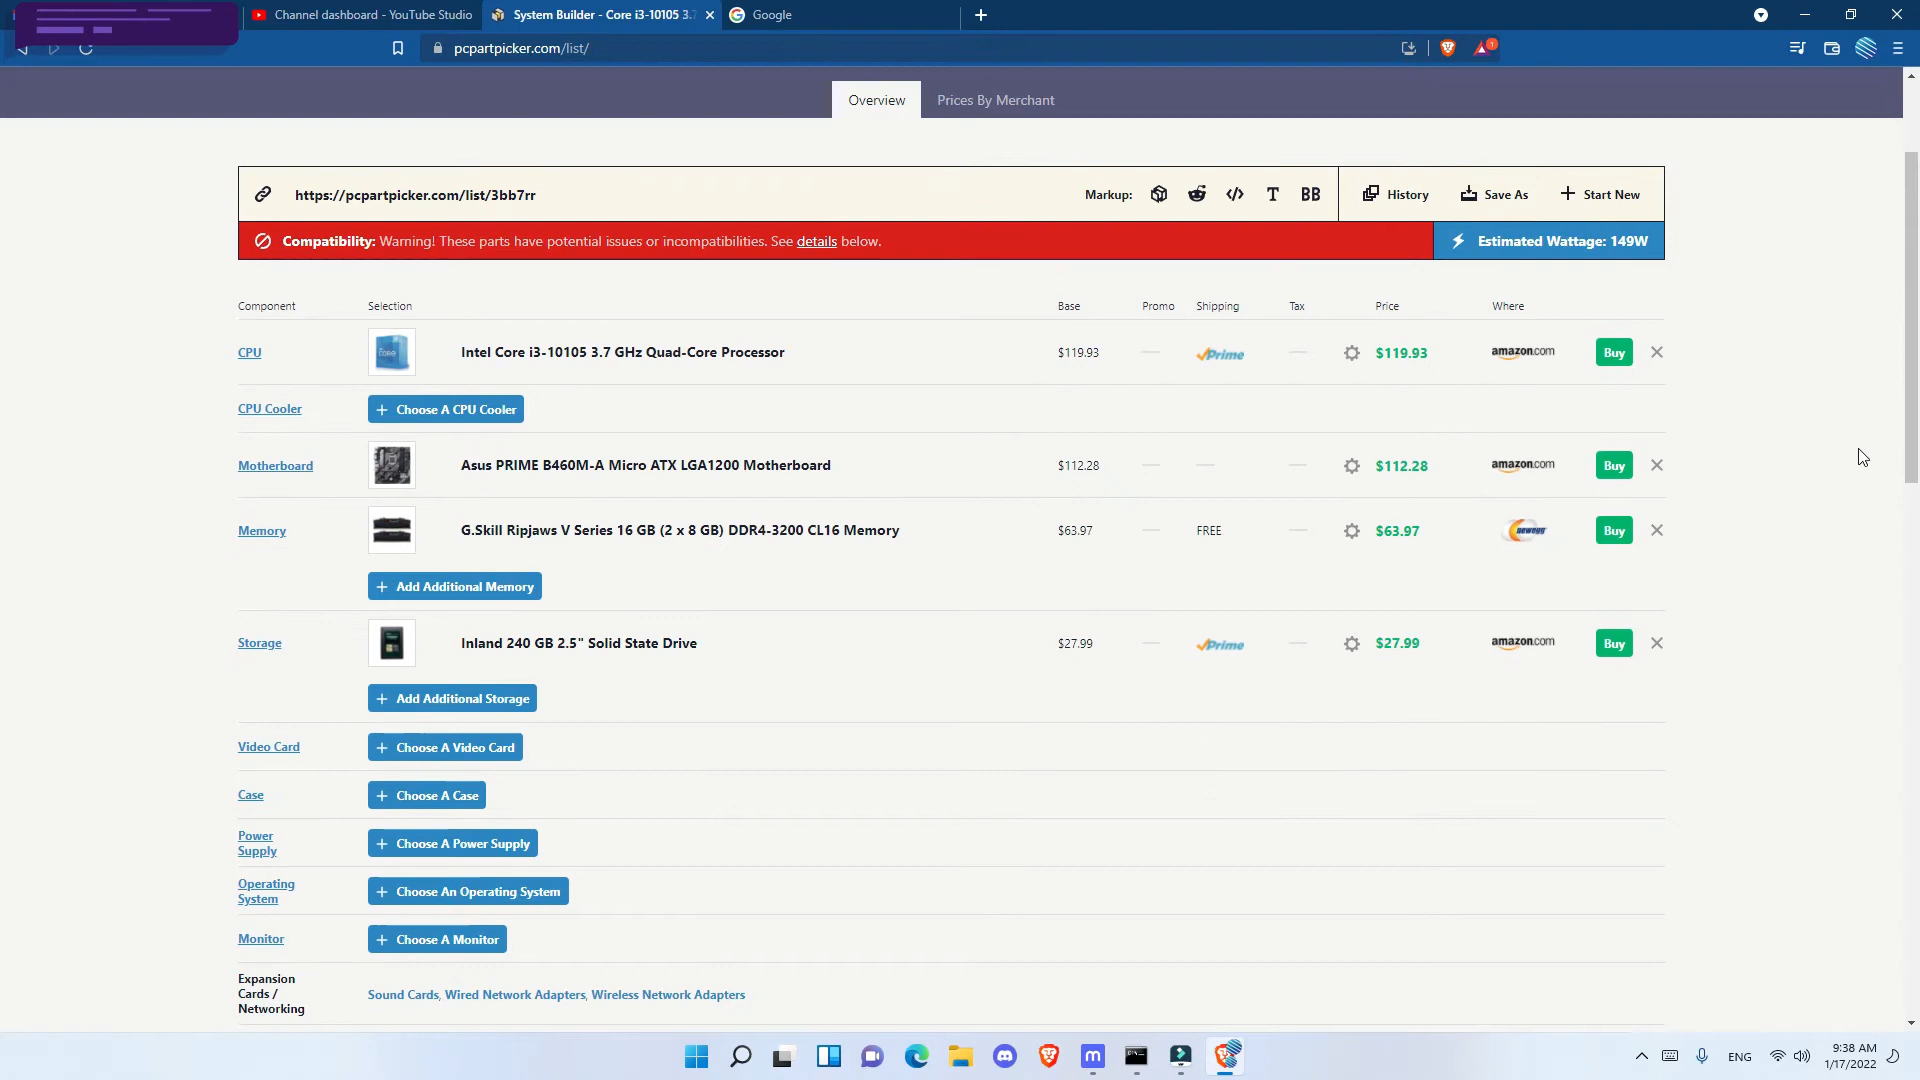 Channel dashboard - YouTube Studio
System Builder - Core i3-10105 3.7
Google
pcpartpicker.com/list/
1
Overview
Prices By Merchant
https://pcpartpicker.com/list/3bb7rr
Markup:
T
BB
History
Save As
Start New
Compatibility: Warning! These parts have potential issues or incompatibilities. See details below.
Estimated Wattage: 149W
Component Selection Base Promo Shipping Tax Price Where
CPU
CORE
Intel Core i3-10105 3.7 GHz Quad-Core Processor
$119.93
Prime
$119.93
amazon.com
Buy
CPU Cooler
+ Choose A CPU Cooler
Motherboard
Asus PRIME B460M-A Micro ATX LGA1200 Motherboard
$112.28
$112.28
amazon.com
Buy
Memory
G.Skill Ripjaws V Series 16 GB (2 x 8 GB) DDR4-3200 CL16 Memory
$63.97
FREE
$63.97
newegg
Buy
+ Add Additional Memory
Storage
Inland 240 GB 2.5" Solid State Drive
$27.99
Prime
$27.99
amazon.com
Buy
+ Add Additional Storage
Video Card
+ Choose A Video Card
Case
+ Choose A Case
Power
Supply
+ Choose A Power Supply
Operating
System
+ Choose An Operating System
Monitor
+ Choose A Monitor
Expansion
Cards /
Networking
Sound Cards, Wired Network Adapters, Wireless Network Adapters
ENG
9:38 AM
1/17/2022